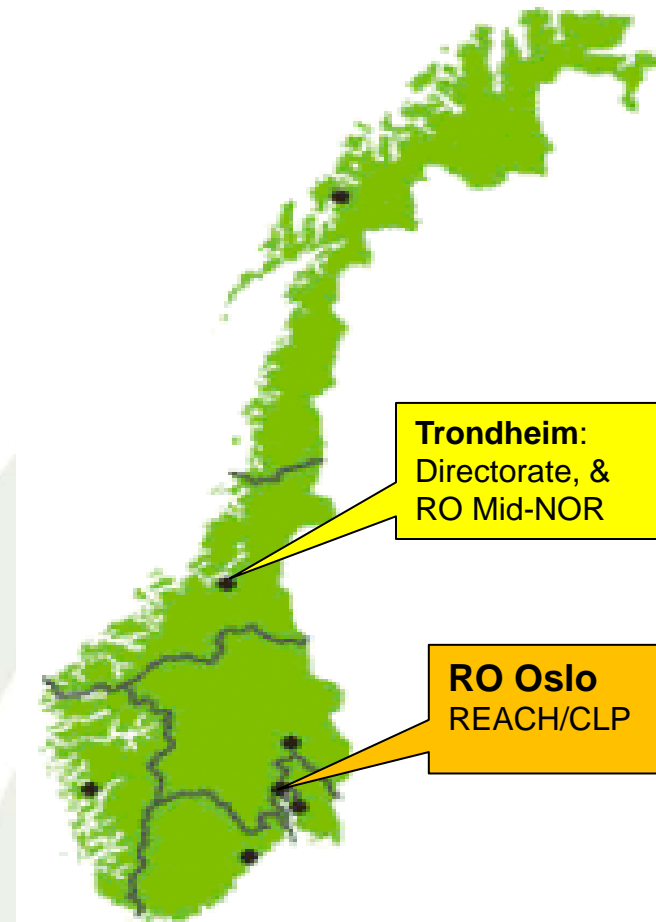 Trondheim:
Directorate, &
RO Mid-NOR
RO Oslo
REACH/CLP